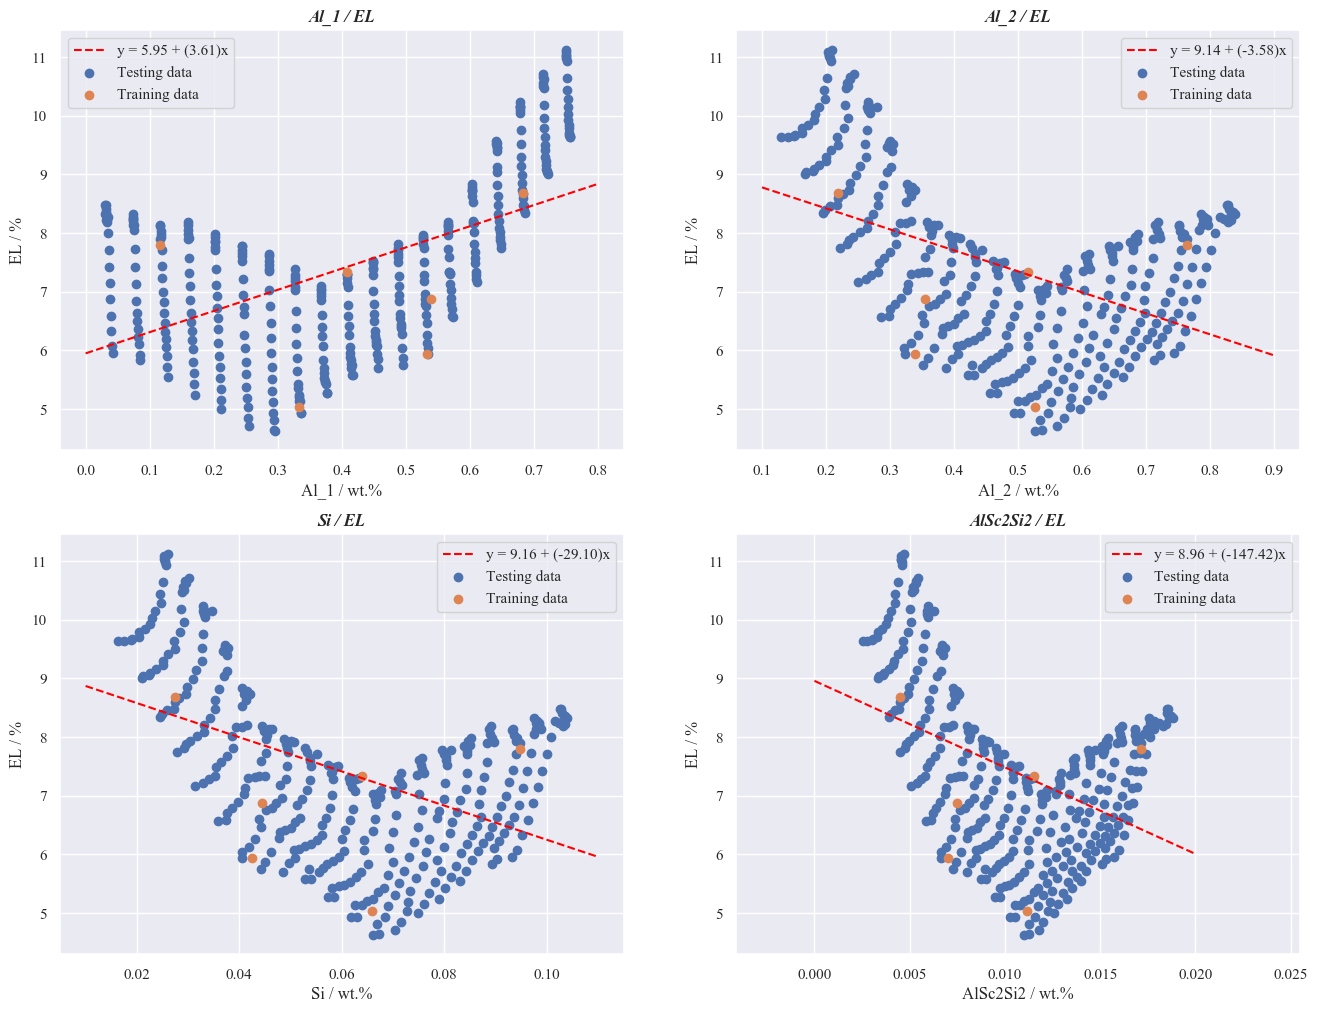 Al_1 / EL
y = 5.95 + (3.61)x
Testing data
Training data
11
10
9
8
7
6
5
EL / %
0.0 0.1 0.2 0.3 0.4 0.5 0.6 0.7 0.8
Al_1 / wt.%
Al_2 / EL
y = 9.14 + (-3.58)x
Testing data
Training data
11
10
9
8
7
6
5
EL / %
0.1 0.2 0.3 0.4 0.5 0.6 0.7 0.8 0.9
Al_2 / wt.%
Si / EL
y = 9.16 + (-29.10)x
Testing data
Training data
11
10
9
8
7
6
5
EL / %
0.02 0.04 0.06 0.08 0.10
Si / wt.%
AlSc2Si2 / EL
y = 8.96 + (-147.42)x
Testing data
Training data
11
10
9
8
7
6
5
EL / %
0.000 0.005 0.010 0.015 0.020 0.025
AlSc2Si2 / wt.%